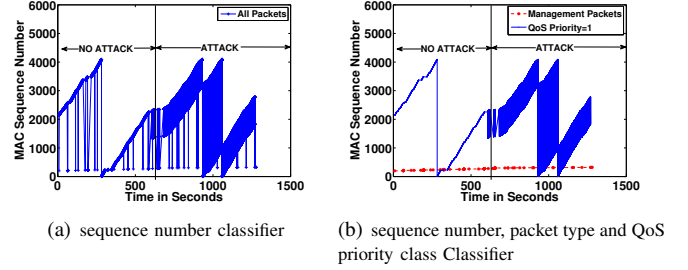 6000
5000
4000
3000
2000
1000
0
MAC Sequence Number
All Packets
NO ATTACK
ATTACK
0
500
1000
1500
Time in Seconds
(a) sequence number classifier
6000
5000
4000
3000
2000
1000
0
MAC Sequence Number
Management Packets
QoS Priority=1
NO ATTACK
ATTACK
0
500
1000
1500
Time in Seconds
(b) sequence number, packet type and QoS
priority class Classifier